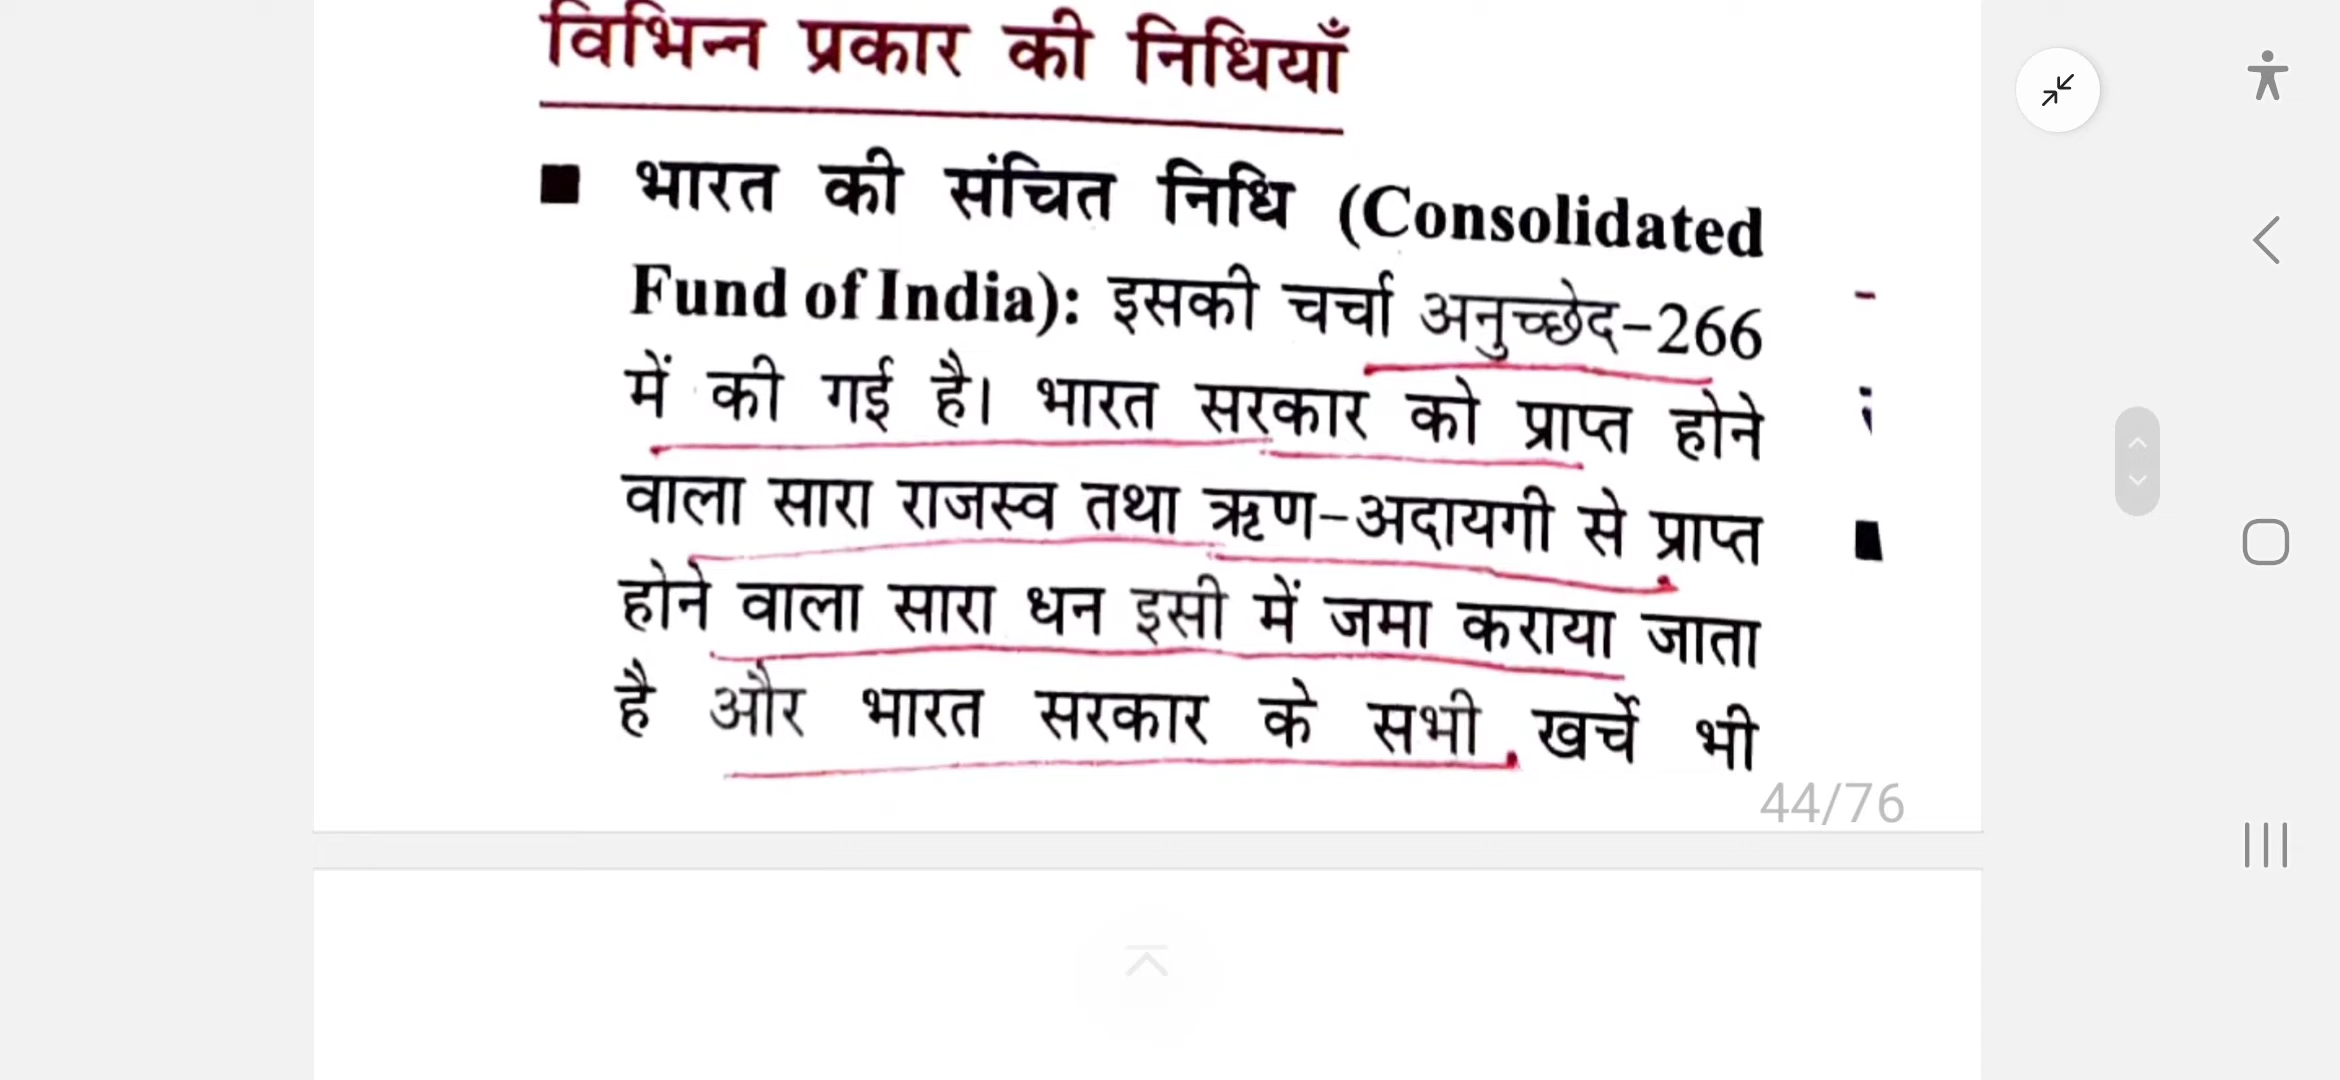 विभिन्न प्रकार की निधियाँ
■ भारत की संचित निधि (Consolidated
Fund of India): इसकी चर्चा अनुच्छेद-266
में की गई है। भारत सरकार को प्राप्त होने
वाला सारा राजस्व तथा ऋण-अदायगी से प्राप्त
होने वाला सारा धन इसी में जमा कराया जाता
है और भारत सरकार के सभी खर्चे भी
44/76